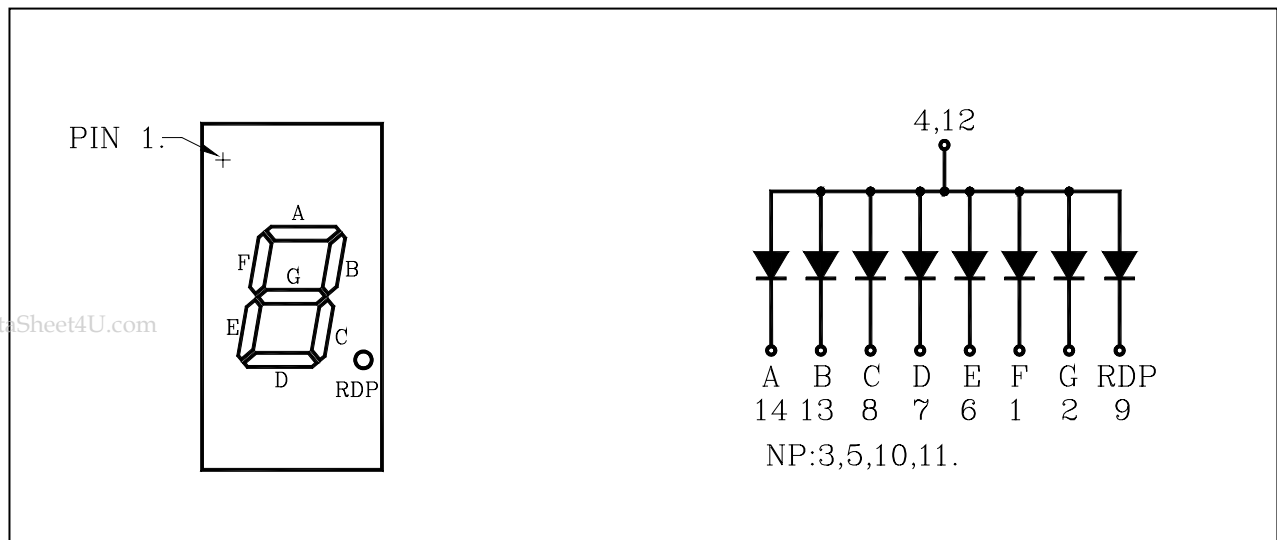 PIN 1.
A
F
B
G
E
C
D
RDP
taSheet4U.com
4,12
A B C D E F G RDP
14 13 8 7 6 1 2 9
NP:3,5,10,11.